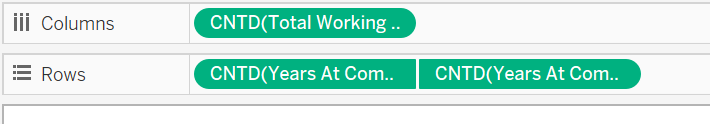 Columns CNTD(Total Working ..
Rows CNTD(Years At Com.. CNTD(Years At Com..